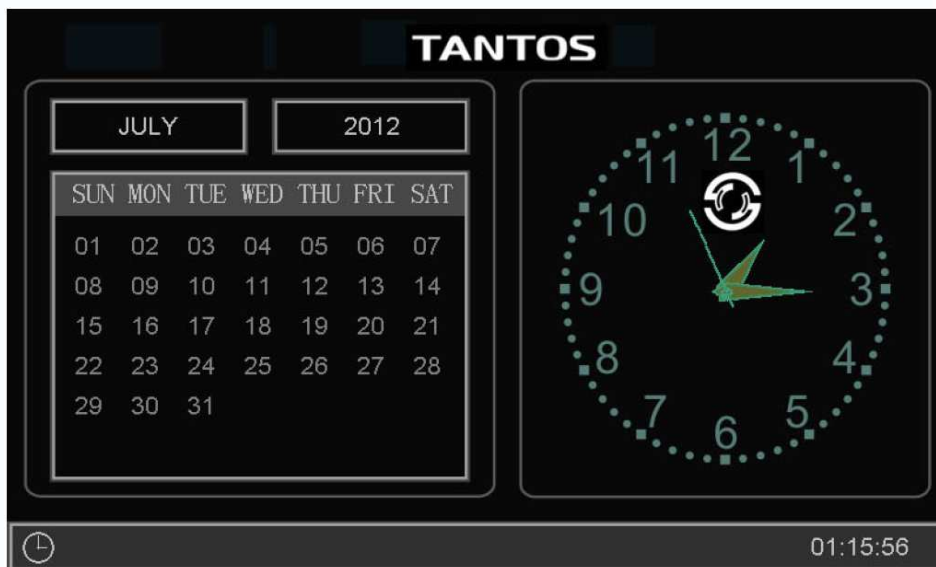 TANTOS
JULY 2012
SUN MON TUE WED THU FRI SAT
01 02 03 04 05 06 07
08 09 10 11 12 13 14
15 16 17 18 19 20 21
22 23 24 25 26 27 28
29 30 31
12
11 1
10 2
9 3
8 4
7 5
6
01:15:56